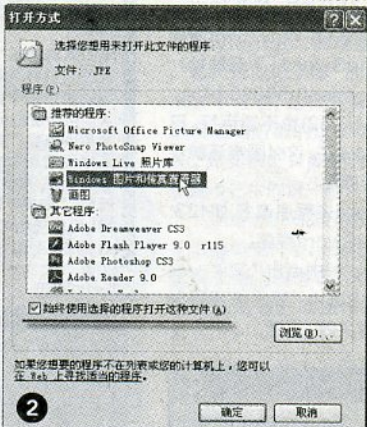 打开方式
选择您想用来打开此文件的程序:
文件: JPE
程序(P)
推荐的程序:
Microsoft Office Picture Manager
Nero PhotoSnap Viewer
Windows Live 照片库
Windows 图片和传真查看器
画图
其它程序:
Adobe Dreamweaver CS3
Adobe Flash Player 9.0 r115
Adobe Photoshop CS3
Adobe Reader 9.0
始终使用选择的程序打开这种文件(A)
浏览(B)...
如果您想要的程序不在列表或您的计算机上，您可以
在 Web 上寻找适当的程序。
2
确定
取消